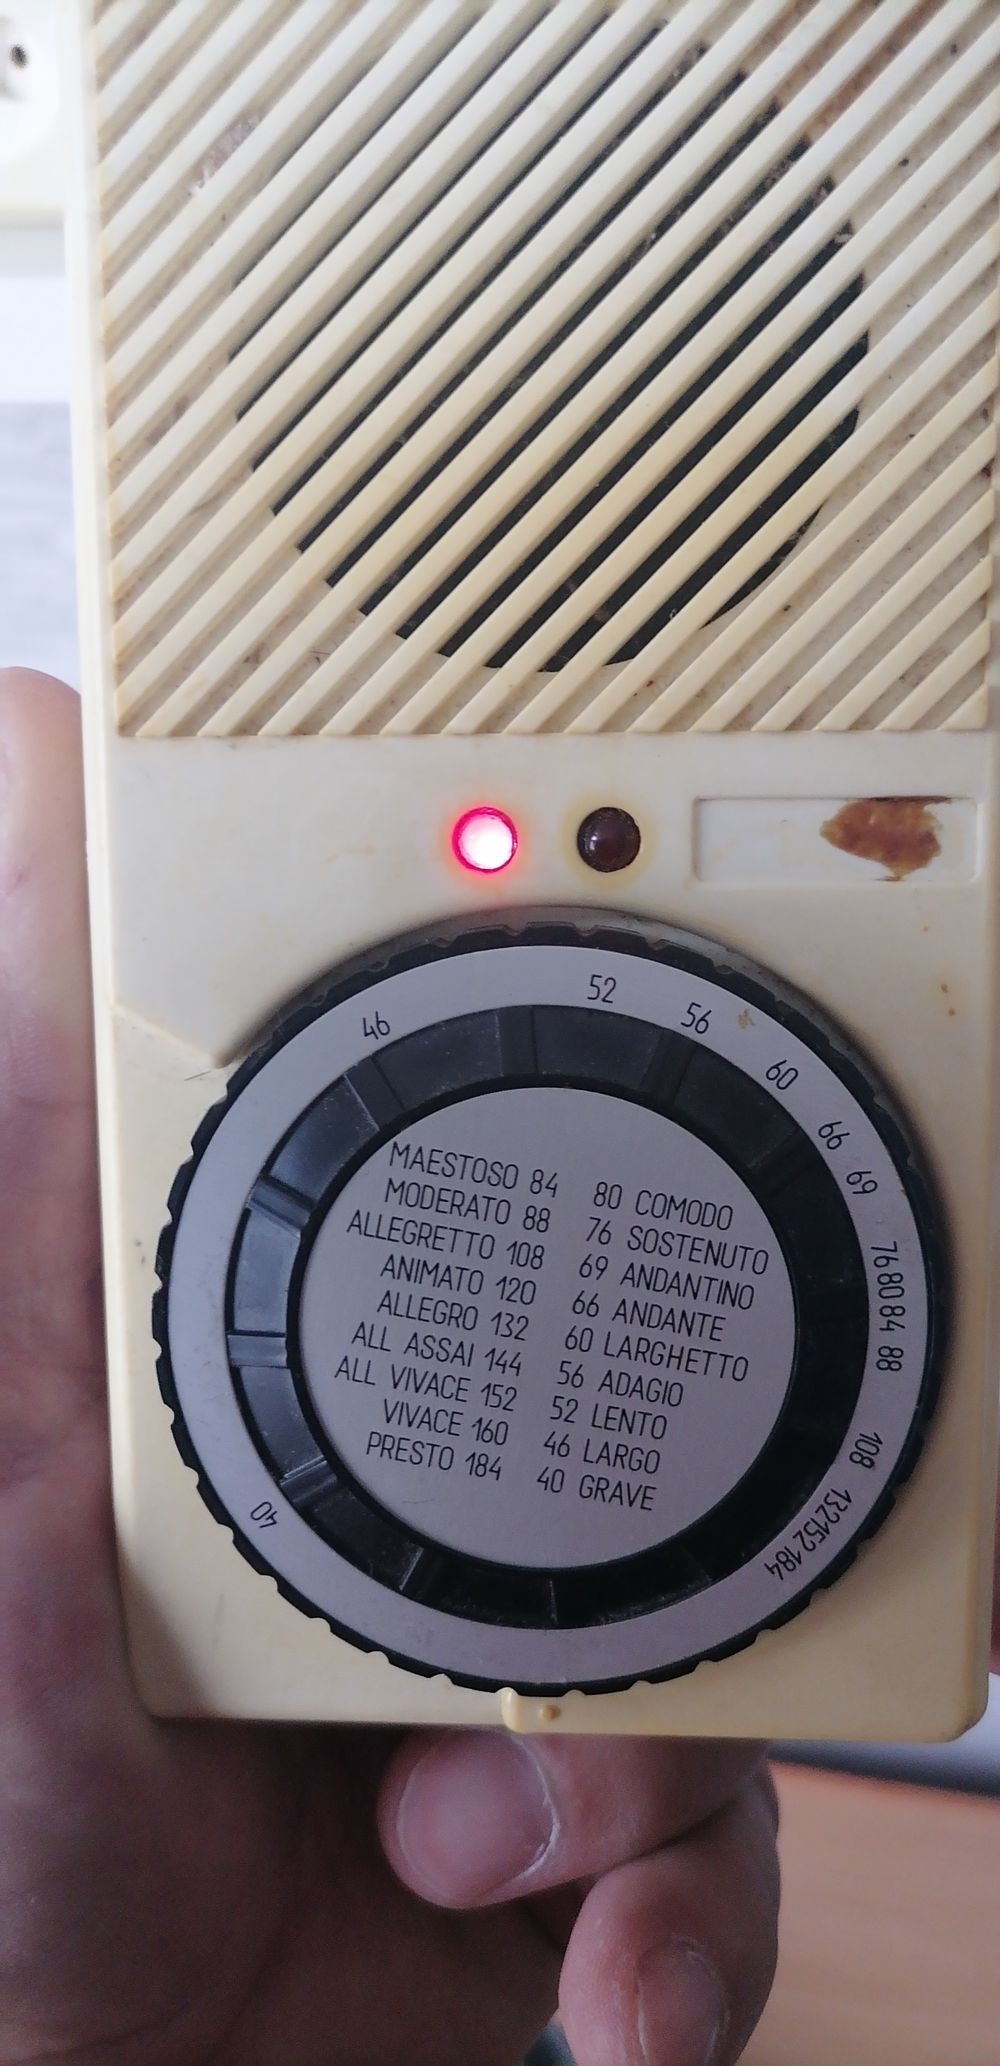 46
52
56
60
66
69
76
80
84
88
108
132
152
184
40
MAESTOSO 84
MODERATO 88
ALLEGRETTO 108
ANIMATO 120
ALLEGRO 132
ALL ASSAI 144
ALL VIVACE 152
VIVACE 160
PRESTO 184
80 COMODO
76 SOSTENUTO
69 ANDANTINO
66 ANDANTE
60 LARGHETTO
56 ADAGIO
52 LENTO
46 LARGO
40 GRAVE